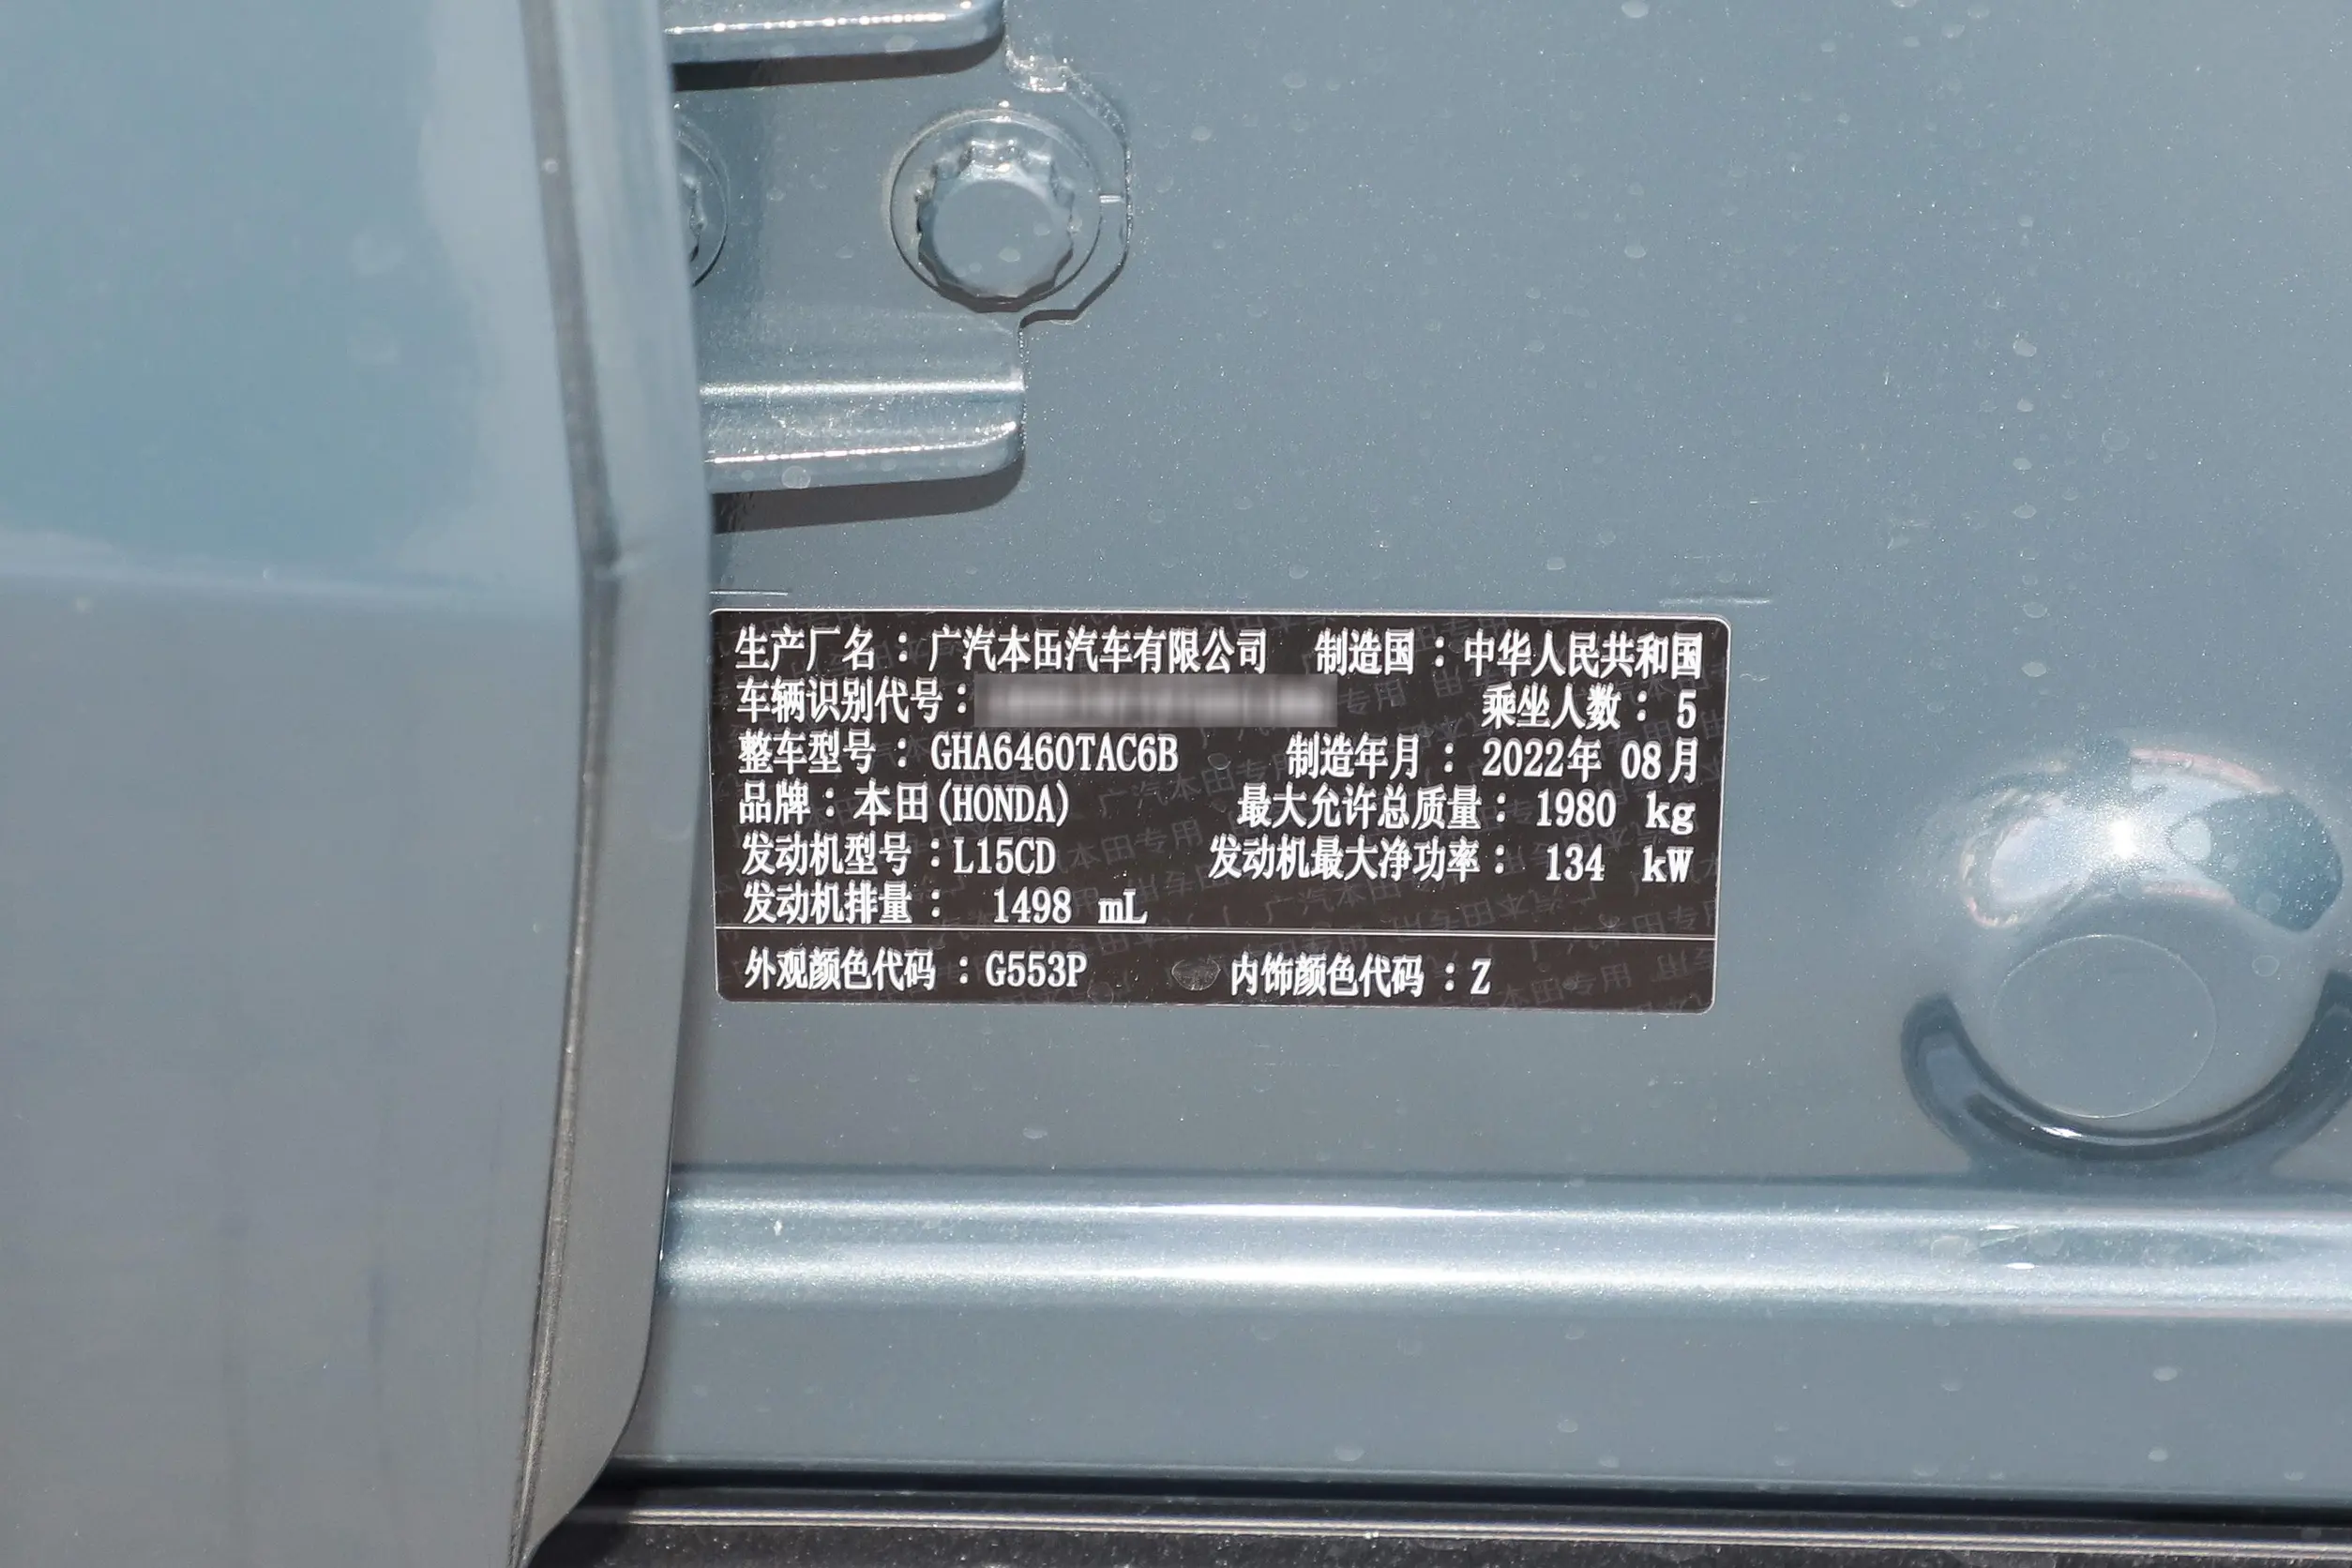 生产厂名：广汽本田汽车有限公司 制造国：中华人民共和国
车辆识别代号： 乘坐人数：5
整车型号：GHA6460TAC6B 制造年月：2022年 08月
品牌：本田(HONDA) 最大允许总质量：1980 kg
发动机型号：L15CD 发动机最大净功率：134 kW
发动机排量：1498 mL
外观颜色代码：G553P 内饰颜色代码：Z